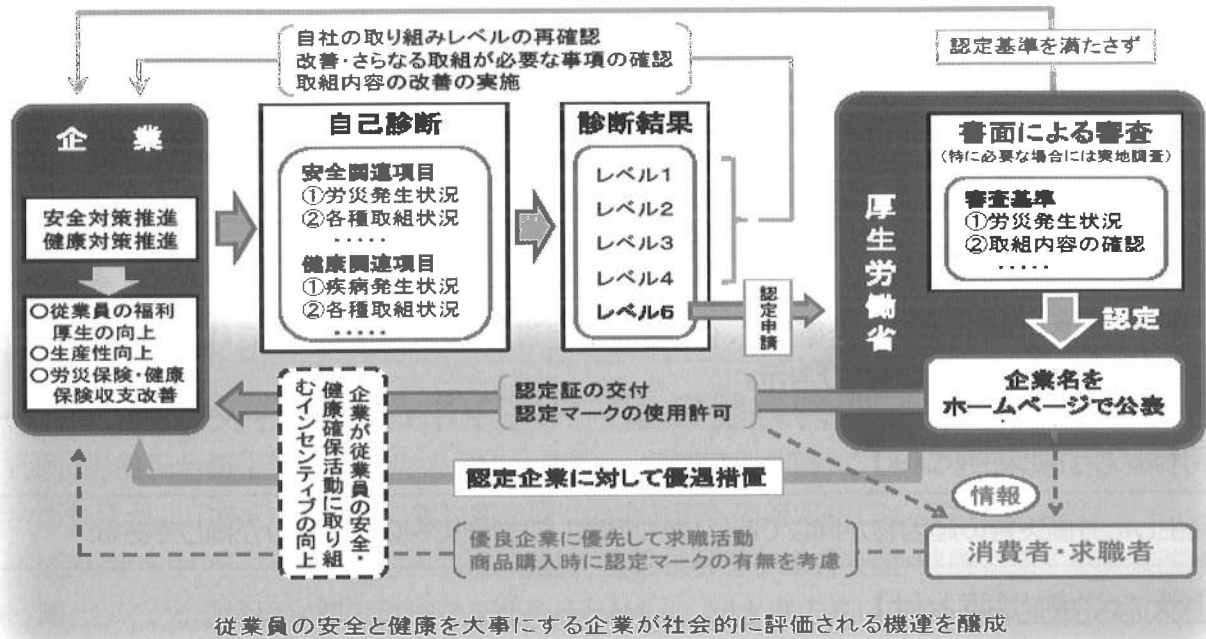 自社の取り組みレベルの再確認
改善・さらなる取組が必要な事項の確認
取組内容の改善の実施
認定基準を満たさず
企 業
安全対策推進
健康対策推進
○従業員の福利
厚生の向上
○生産性向上
○労災保険・健康
保険収支改善
自己診断
安全関連項目
①労災発生状況
②各種取組状況
・・・・・
健康関連項目
①疾病発生状況
②各種取組状況
・・・・・
診断結果
レベル1
レベル2
レベル3
レベル4
レベル5
認定申請
厚生労働省
書面による審査
(特に必要な場合には実地調査)
審査基準
①労災発生状況
②取組内容の確認
・・・・・
認定
企業名を
ホームページで公表
認定証の交付
認定マークの使用許可
企業が従業員の安全・
健康確保活動に取り組
むインセンティブの向上
認定企業に対して優遇措置
情報
優良企業に優先して求職活動
商品購入時に認定マークの有無を考慮
消費者・求職者
従業員の安全と健康を大事にする企業が社会的に評価される機運を醸成